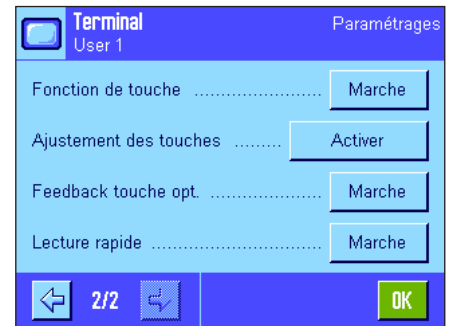 Terminal Paramétrages
User 1
Fonction de touche ...................... Marche
Ajustement des touches ......... Activer
Feedback touche opt. .................... Marche
Lecture rapide .............................. Marche
2/2 OK